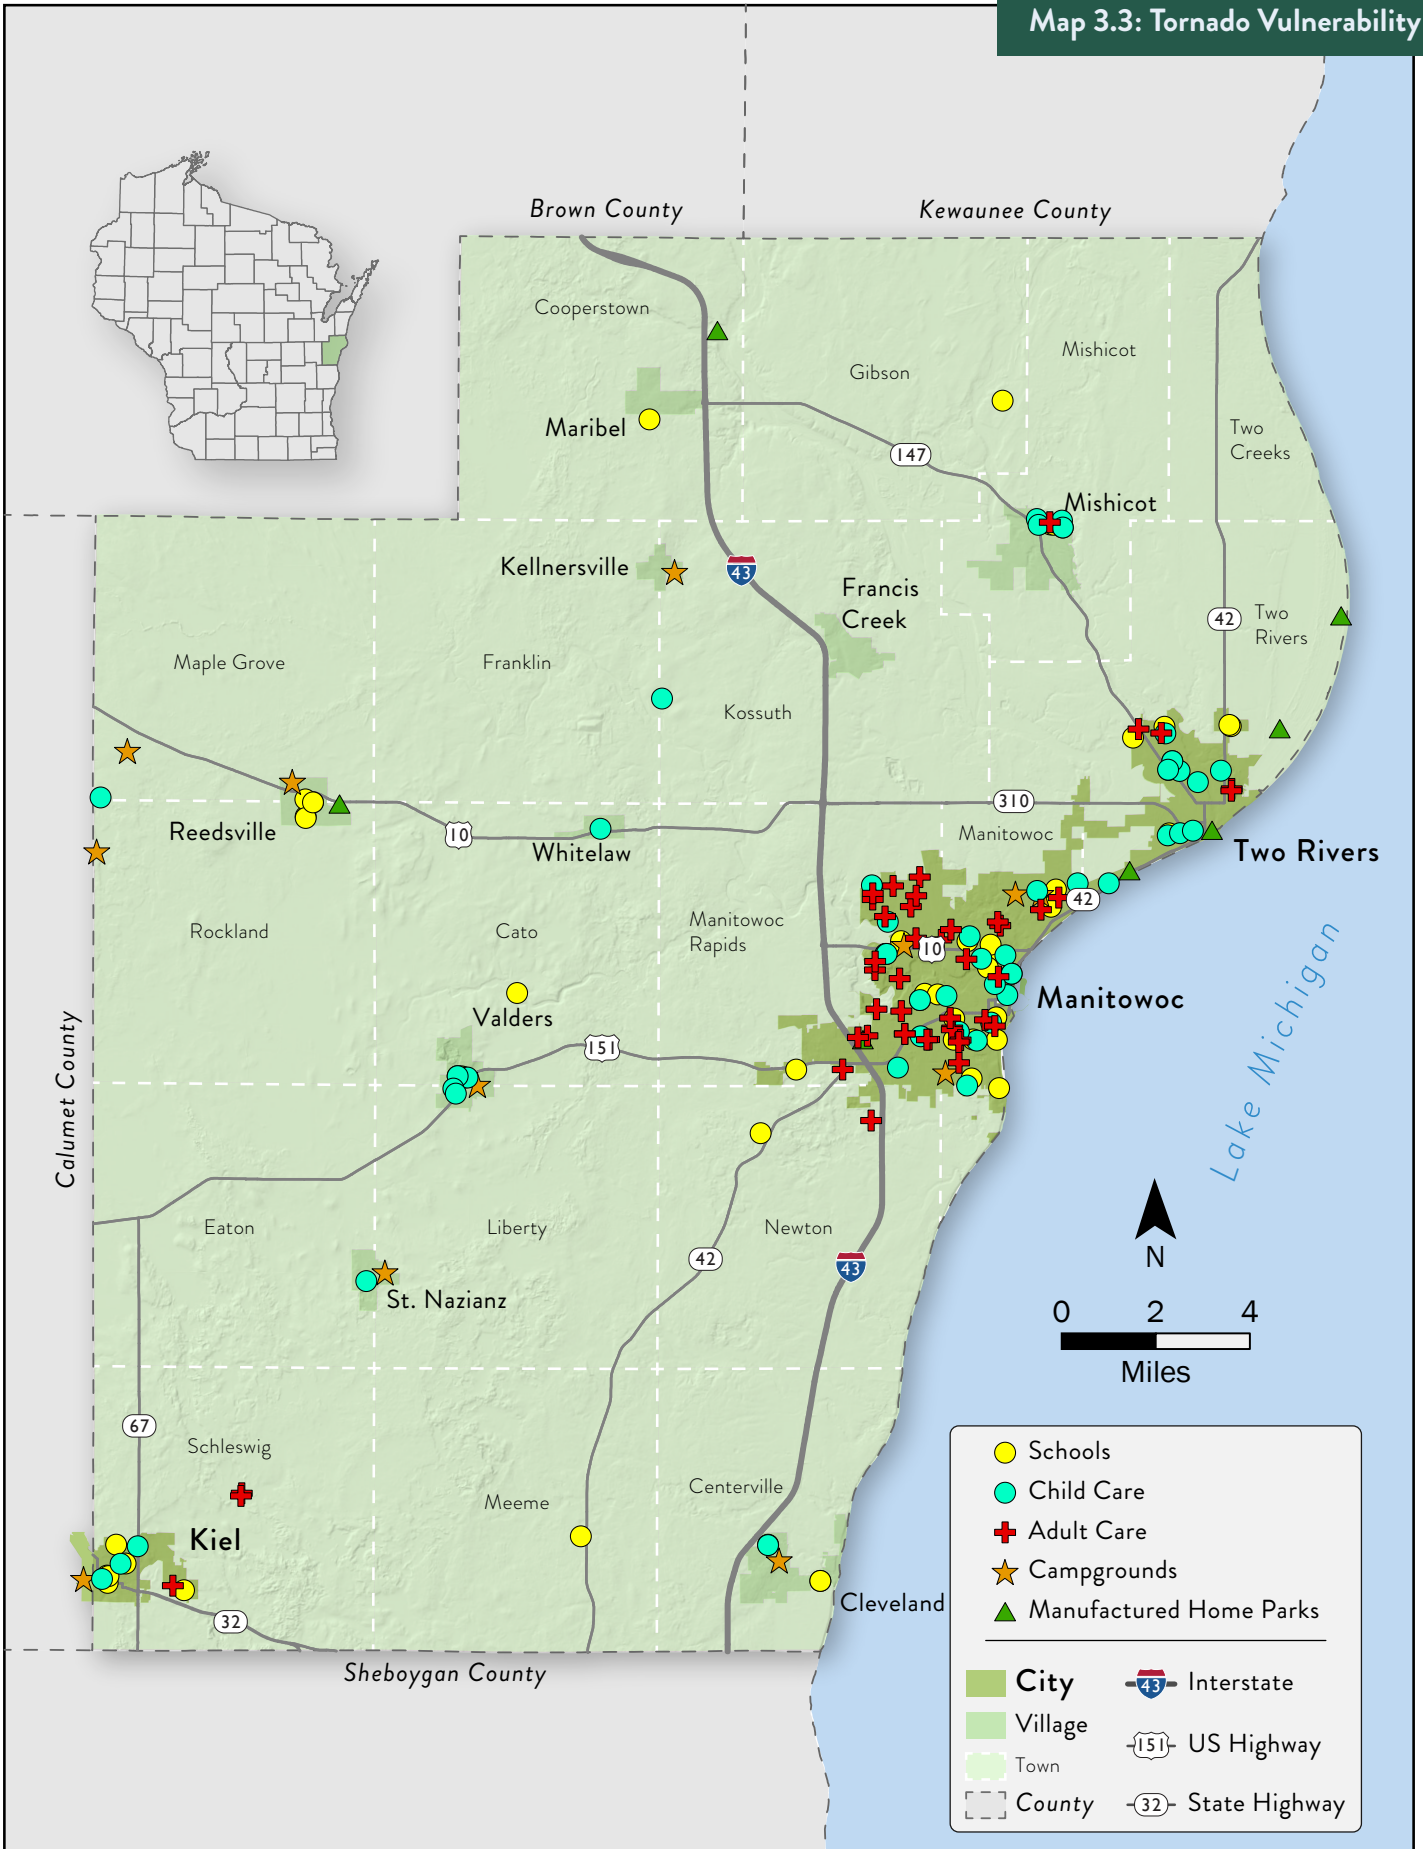 Map 3.3: Tornado Vulnerability
Brown County
Kewaunee County
Cooperstown
Mishicot
Gibson
Maribel
Two
Creeks
147
Mishicot
Kellnersville
43
Francis
Creek
42
Two
Rivers
Maple Grove
Franklin
Kossuth
310
Reedsville
10
Whitelaw
Manitowoc
Two Rivers
42
Rockland
Cato
Manitowoc
Rapids
10
Valders
Manitowoc
Lake Michigan
151
Calumet County
Eaton
Liberty
Newton
42
43
N
St. Nazianz
0 2 4
Miles
67
Schleswig
Meeme
Centerville
Kiel
Cleveland
32
Sheboygan County
Schools
Child Care
Adult Care
Campgrounds
Manufactured Home Parks
City
43
Interstate
Village
151
US Highway
Town
County
32
State Highway